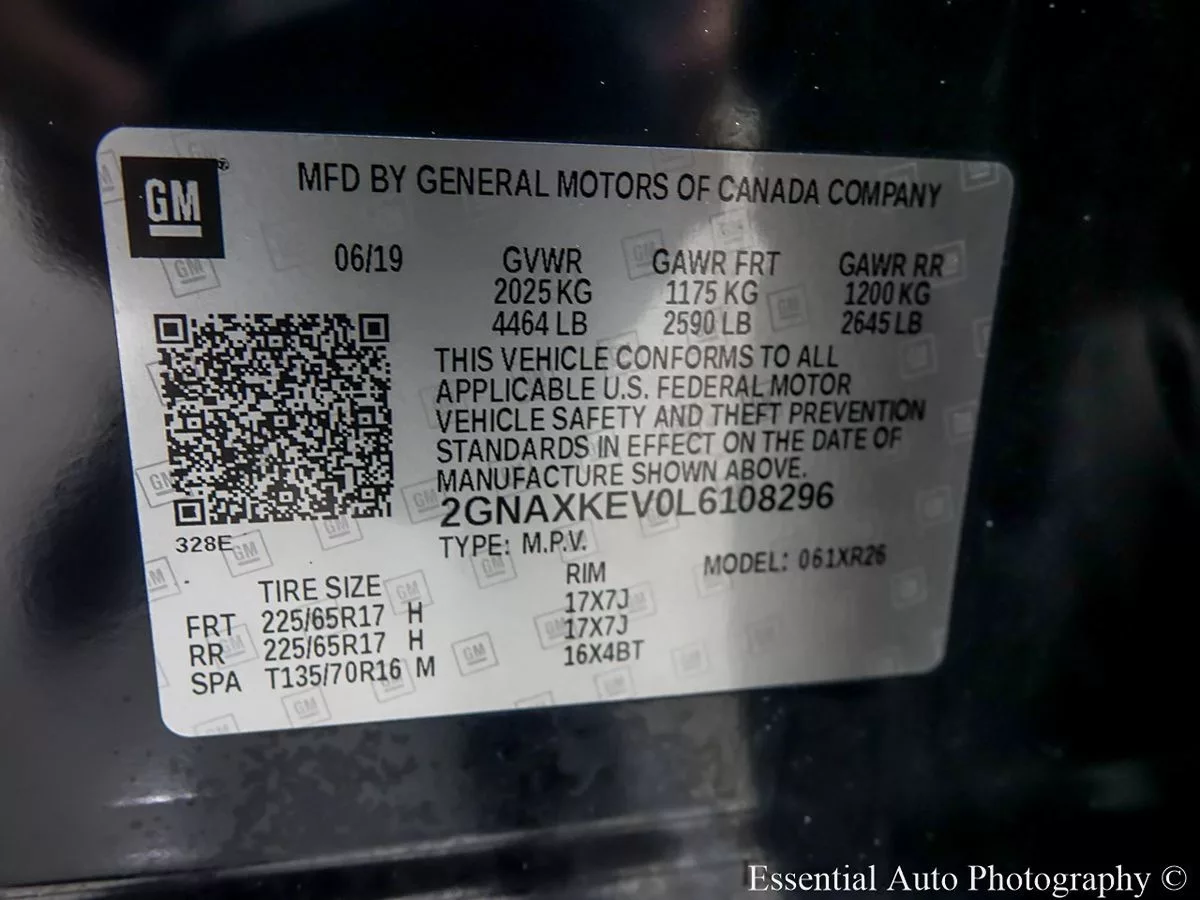 GM
MFD BY GENERAL MOTORS OF CANADA COMPANY
06/19 GVWR GAWR FRT GAWR RR
2025 KG 1175 KG 1200 KG
4464 LB 2590 LB 2645 LB
THIS VEHICLE CONFORMS TO ALL
APPLICABLE U.S. FEDERAL MOTOR
VEHICLE SAFETY AND THEFT PREVENTION
STANDARDS IN EFFECT ON THE DATE OF
MANUFACTURE SHOWN ABOVE.
2GNAXKEV0L6108296
328E
TYPE: M.P.V. MODEL: 061XR26
TIRE SIZE RIM
FRT 225/65R17 H 17X7J
RR 225/65R17 H 17X7J
SPA T135/70R16 M 16X4BT
Essential Auto Photography ©